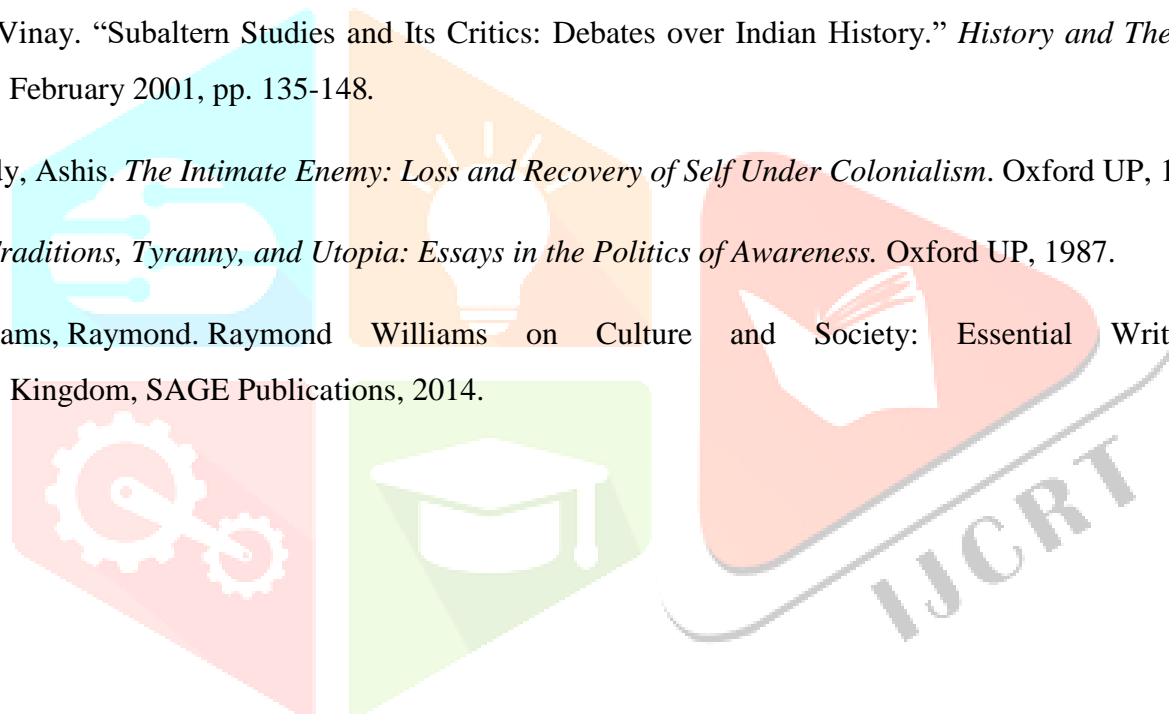 Vinay. “Subaltern Studies and Its Critics: Debates over Indian History.” History and The
February 2001, pp. 135-148.
ly, Ashis. The Intimate Enemy: Loss and Recovery of Self Under Colonialism. Oxford UP, 1
raditions, Tyranny, and Utopia: Essays in the Politics of Awareness. Oxford UP, 1987.
ams, Raymond. Raymond Williams on Culture and Society: Essential Writ
Kingdom, SAGE Publications, 2014.
IJCRT